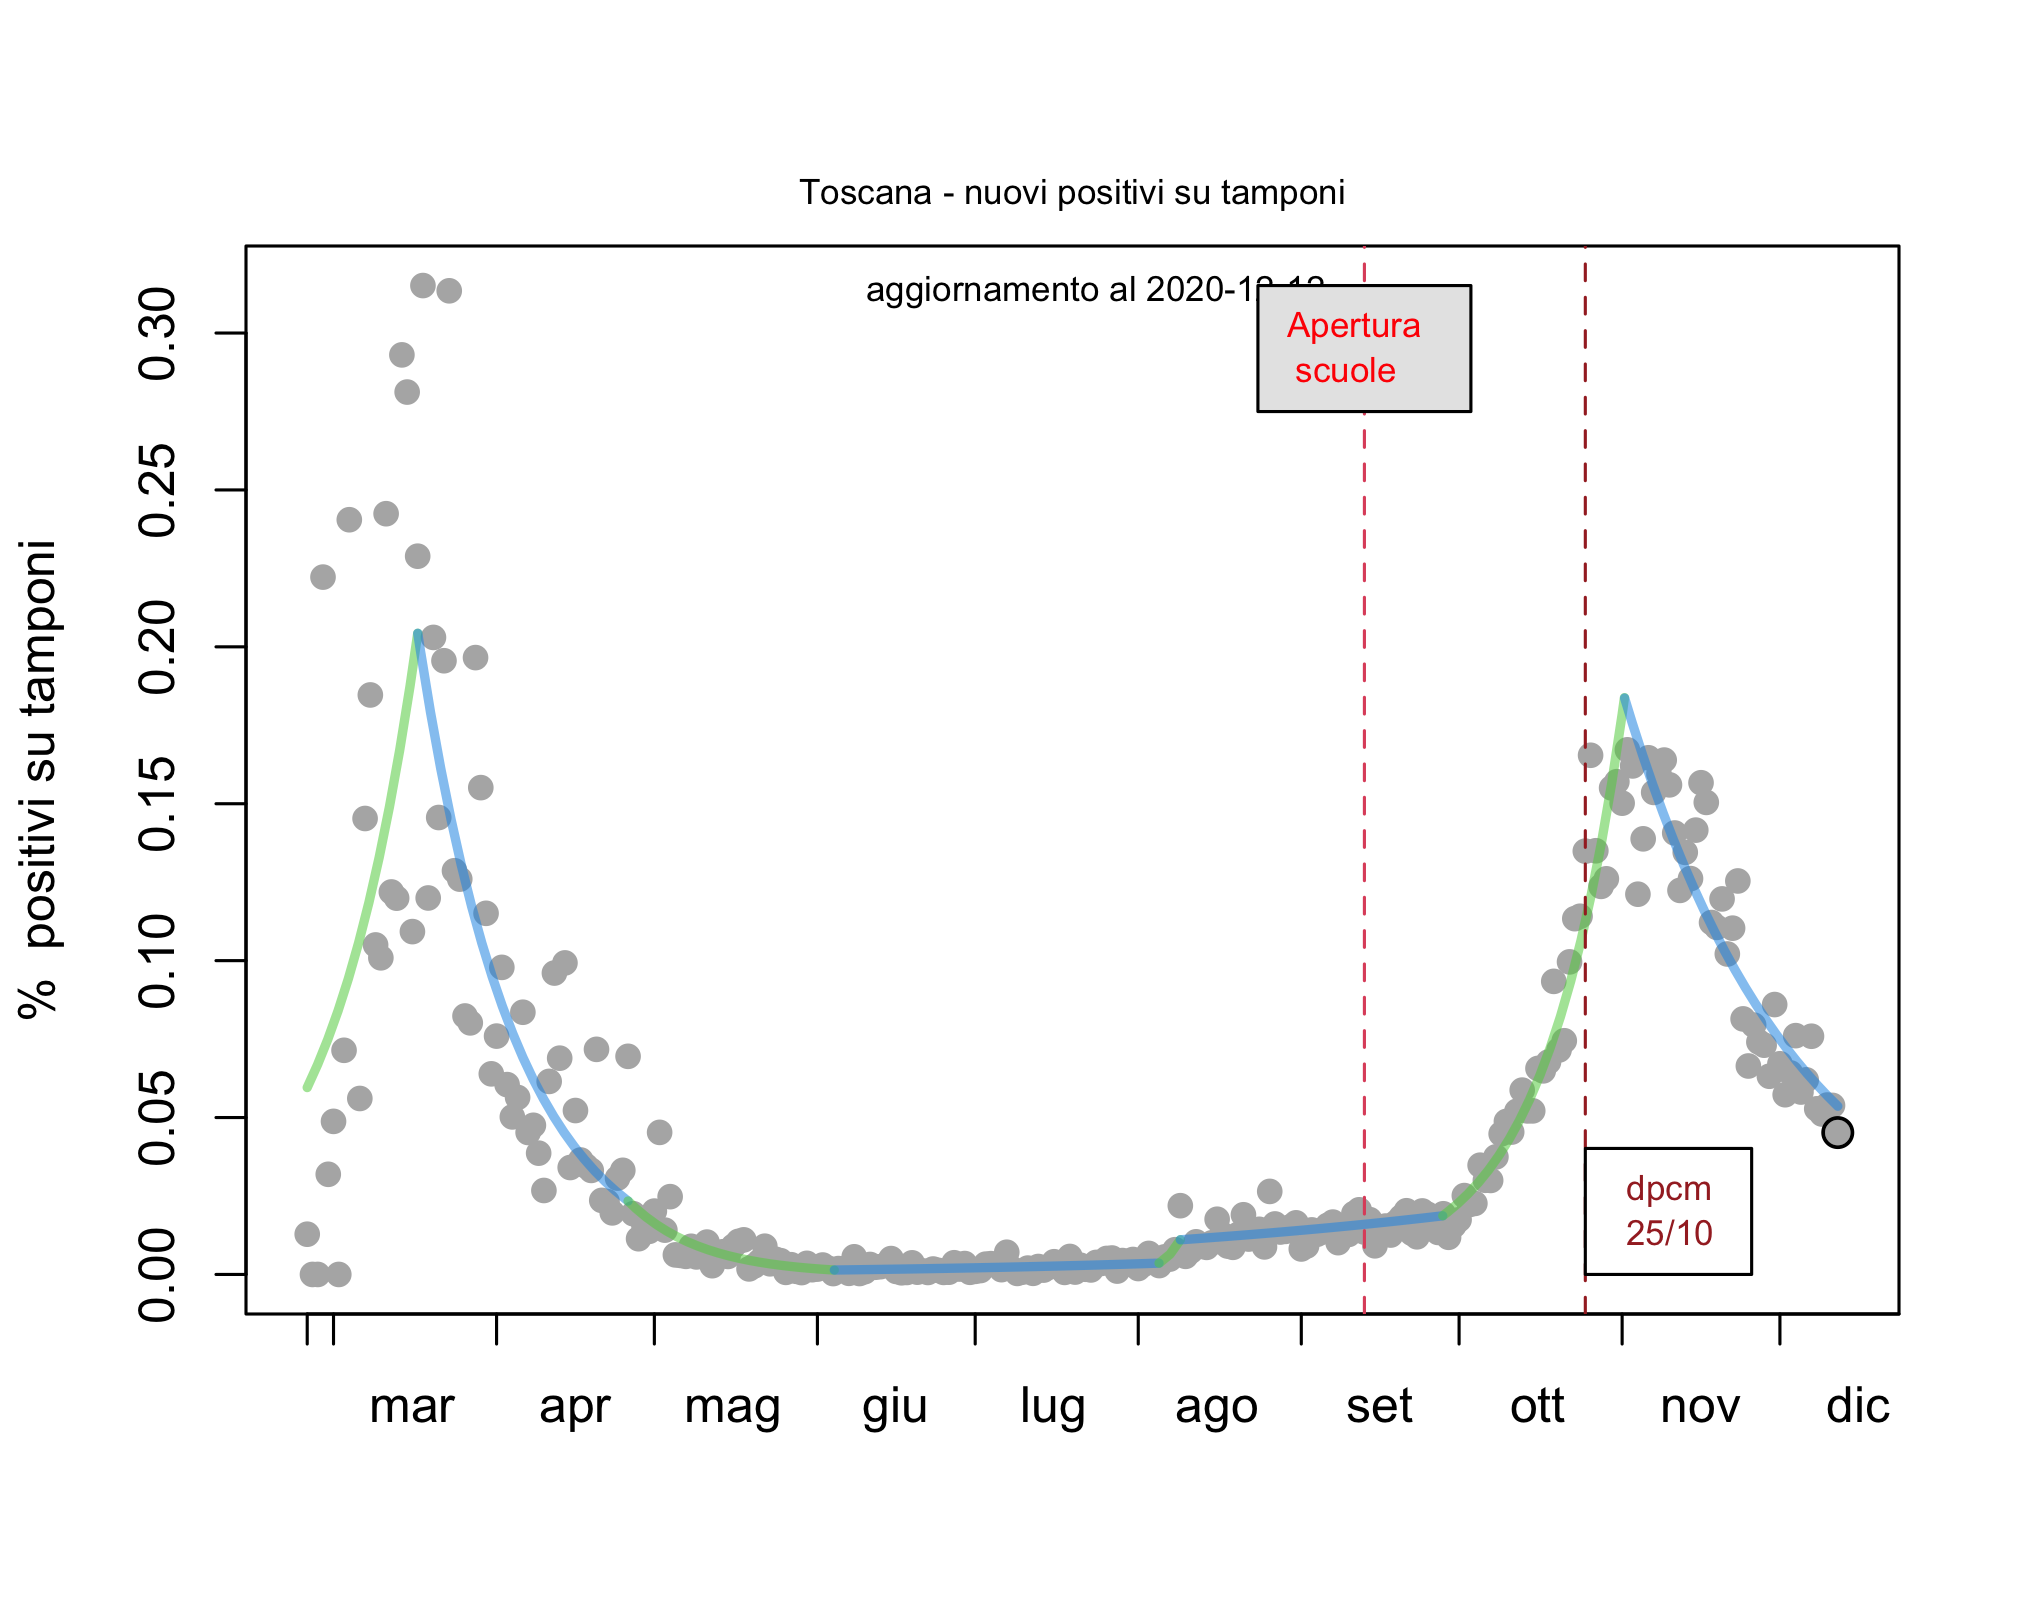 Toscana - nuovi positivi su tamponi
aggiornamento al
Apertura
scuole
% positivi su tamponi
0.30
0.25
0.20
0.15
0.10
0.05
0.00
dpcm
25/10
mar apr mag giu lug ago set ott nov dic